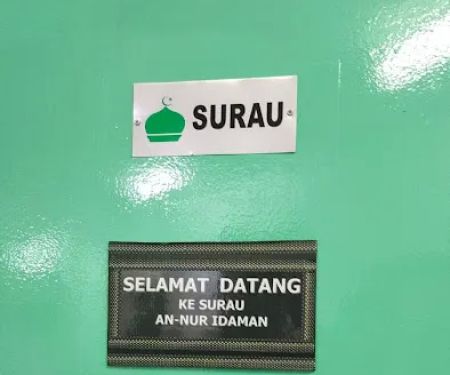 SURAU
SELAMAT DATANG
KE SURAU
AN-NUR IDAMAN